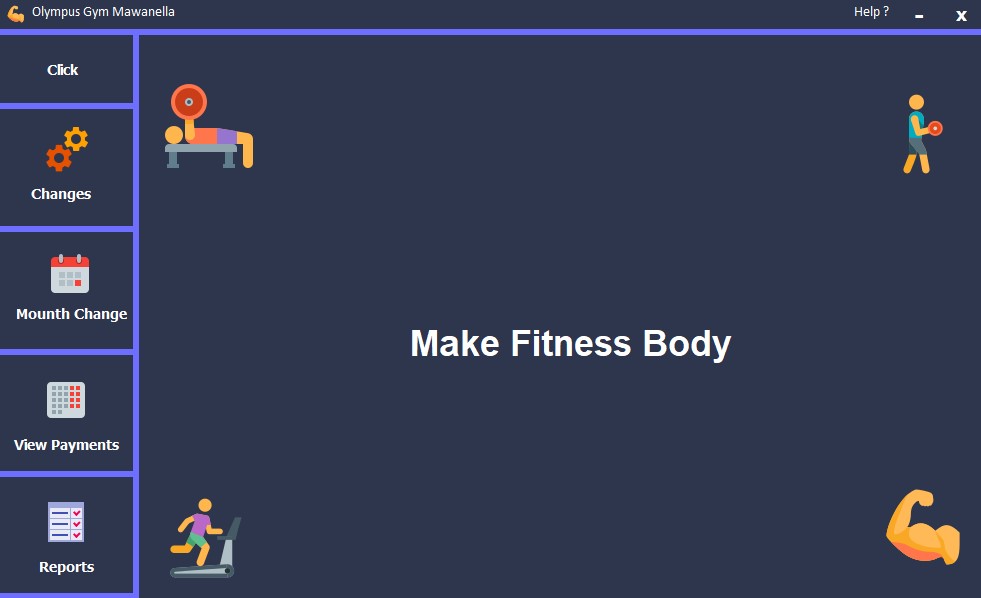 Olympus Gym Mawanella
Help ?
- x
Click
Changes
Mounth Change
View Payments
Reports
Make Fitness Body